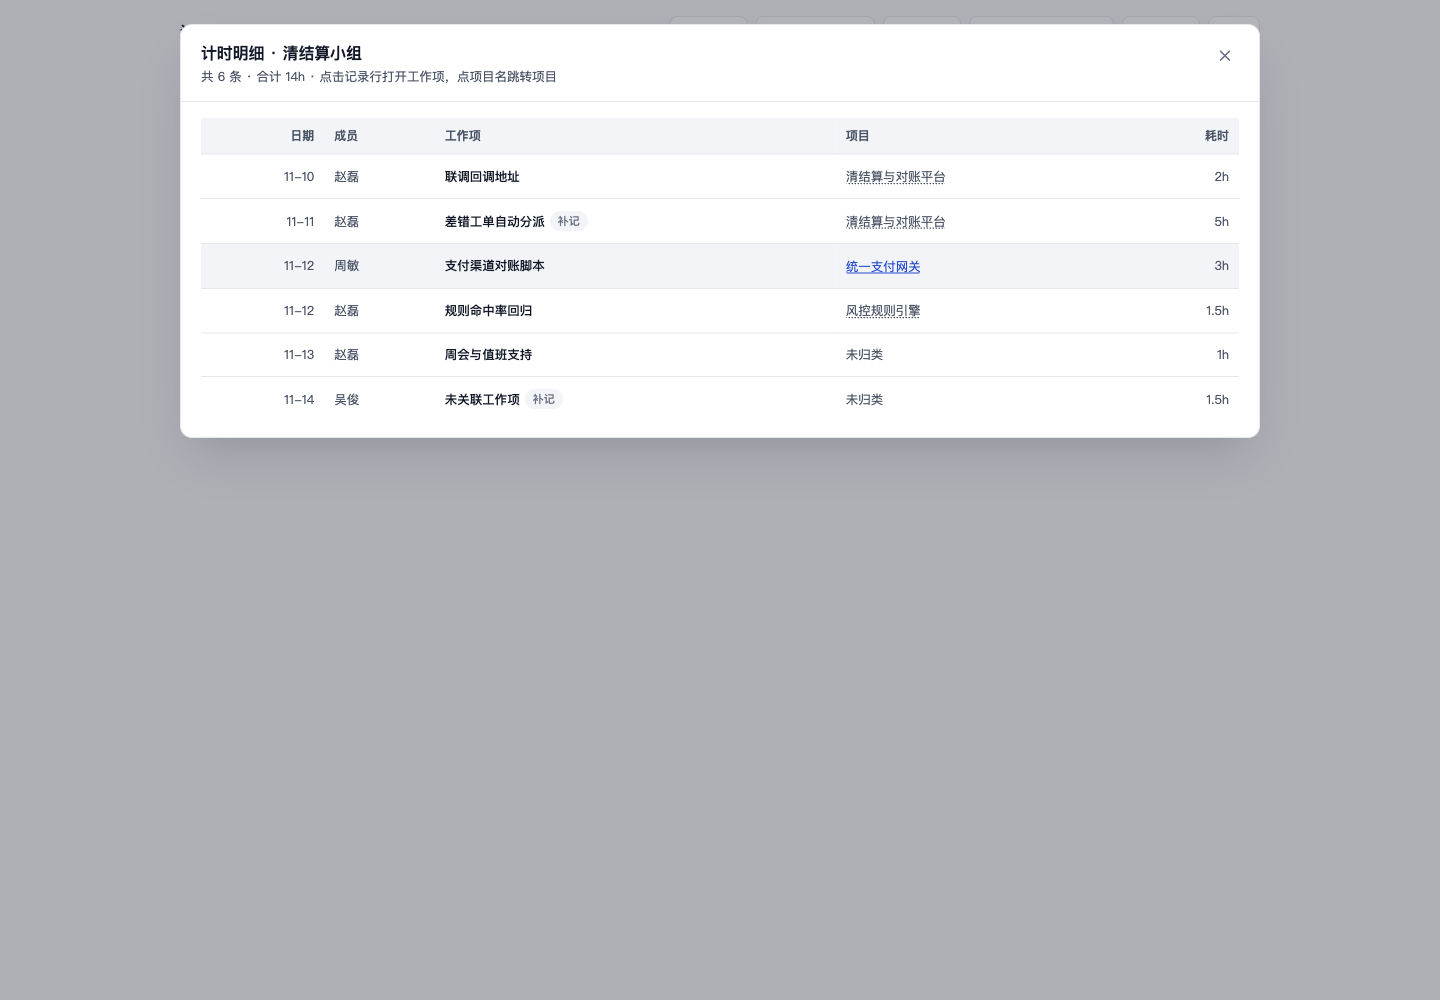 计时明细 · 清结算小组
共 6 条 · 合计 14h · 点击记录行打开工作项，点项目名跳转项目
日期 成员 工作项 项目 耗时
11-10 赵磊 联调回调地址 清结算与对账平台 2h
11-11 赵磊 差错工单自动分派 补记 清结算与对账平台 5h
11-12 周敏 支付渠道对账脚本 统一支付网关 3h
11-12 赵磊 规则命中率回归 风控规则引擎 1.5h
11-13 赵磊 周会与值班支持 未归类 1h
11-14 吴俊 未关联工作项 补记 未归类 1.5h